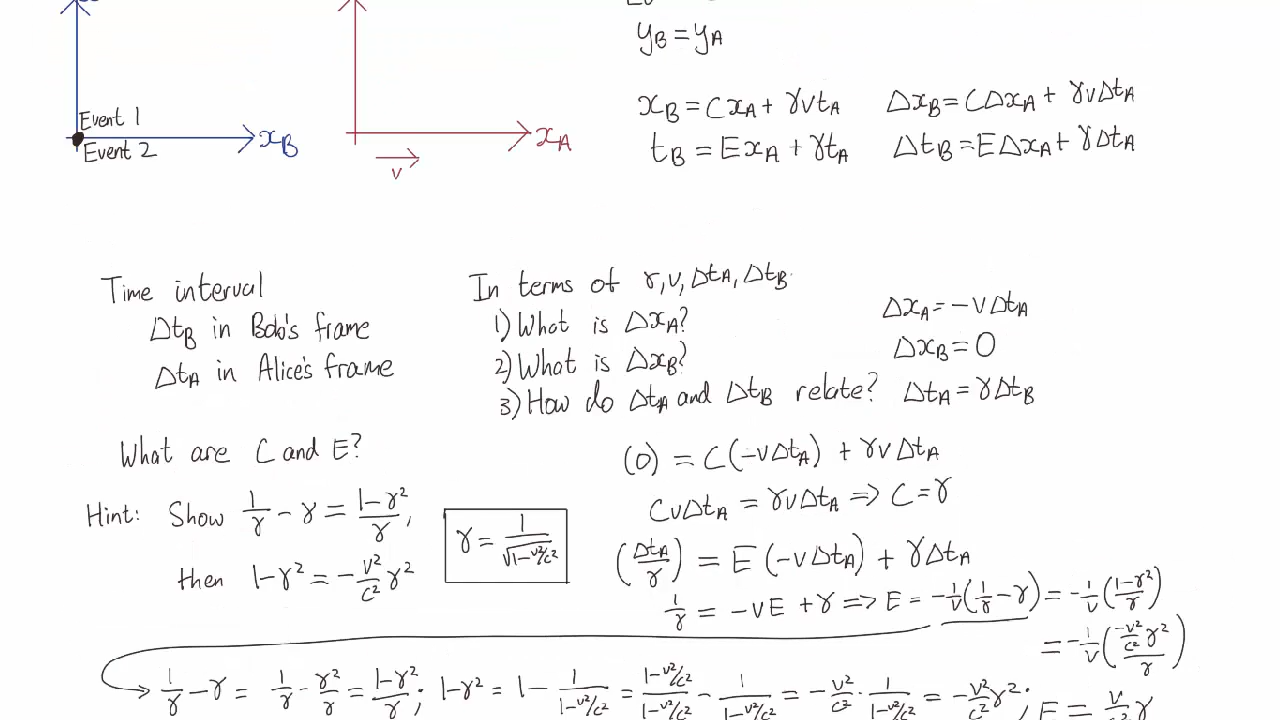 y_B = y_A
x_B = Cx_A + γvt_A
Δx_B = CΔx_A + γvΔt_A
t_B = Ex_A + γt_A
Δt_B = EΔx_A + γΔt_A
Event 1
Event 2
x_B
x_A
v
Time interval
Δt_B in Bob's frame
Δt_A in Alice's frame
In terms of γ, v, Δt_A, Δt_B
1) What is Δx_A?
Δx_A = -vΔt_A
2) What is Δx_B?
Δx_B = 0
3) How do Δt_A and Δt_B relate?
Δt_A = γΔt_B
What are C and E?
Hint: Show 1/γ - γ = (1-γ²)/γ,
then 1-γ² = -v²/c² γ²
γ = 1/√(1-v²/c²)
(0) = C(-vΔt_A) + γvΔt_A
CvΔt_A = γvΔt_A => C = γ
(Δt_A/γ) = E(-vΔt_A) + γΔt_A
1/γ = -vE + γ => E = -1/v(1/γ - γ) = -1/v((1-γ²)/γ)
= -1/v((-v²/c² γ²)/γ)
1/γ - γ = 1/γ - γ²/γ = (1-γ²)/γ; 1-γ² = 1 - 1/(1-v²/c²) = (1-v²/c²)/(1-v²/c²) - 1/(1-v²/c²) = -v²/c² · 1/(1-v²/c²) = -v²/c² γ²; E = v/c² γ